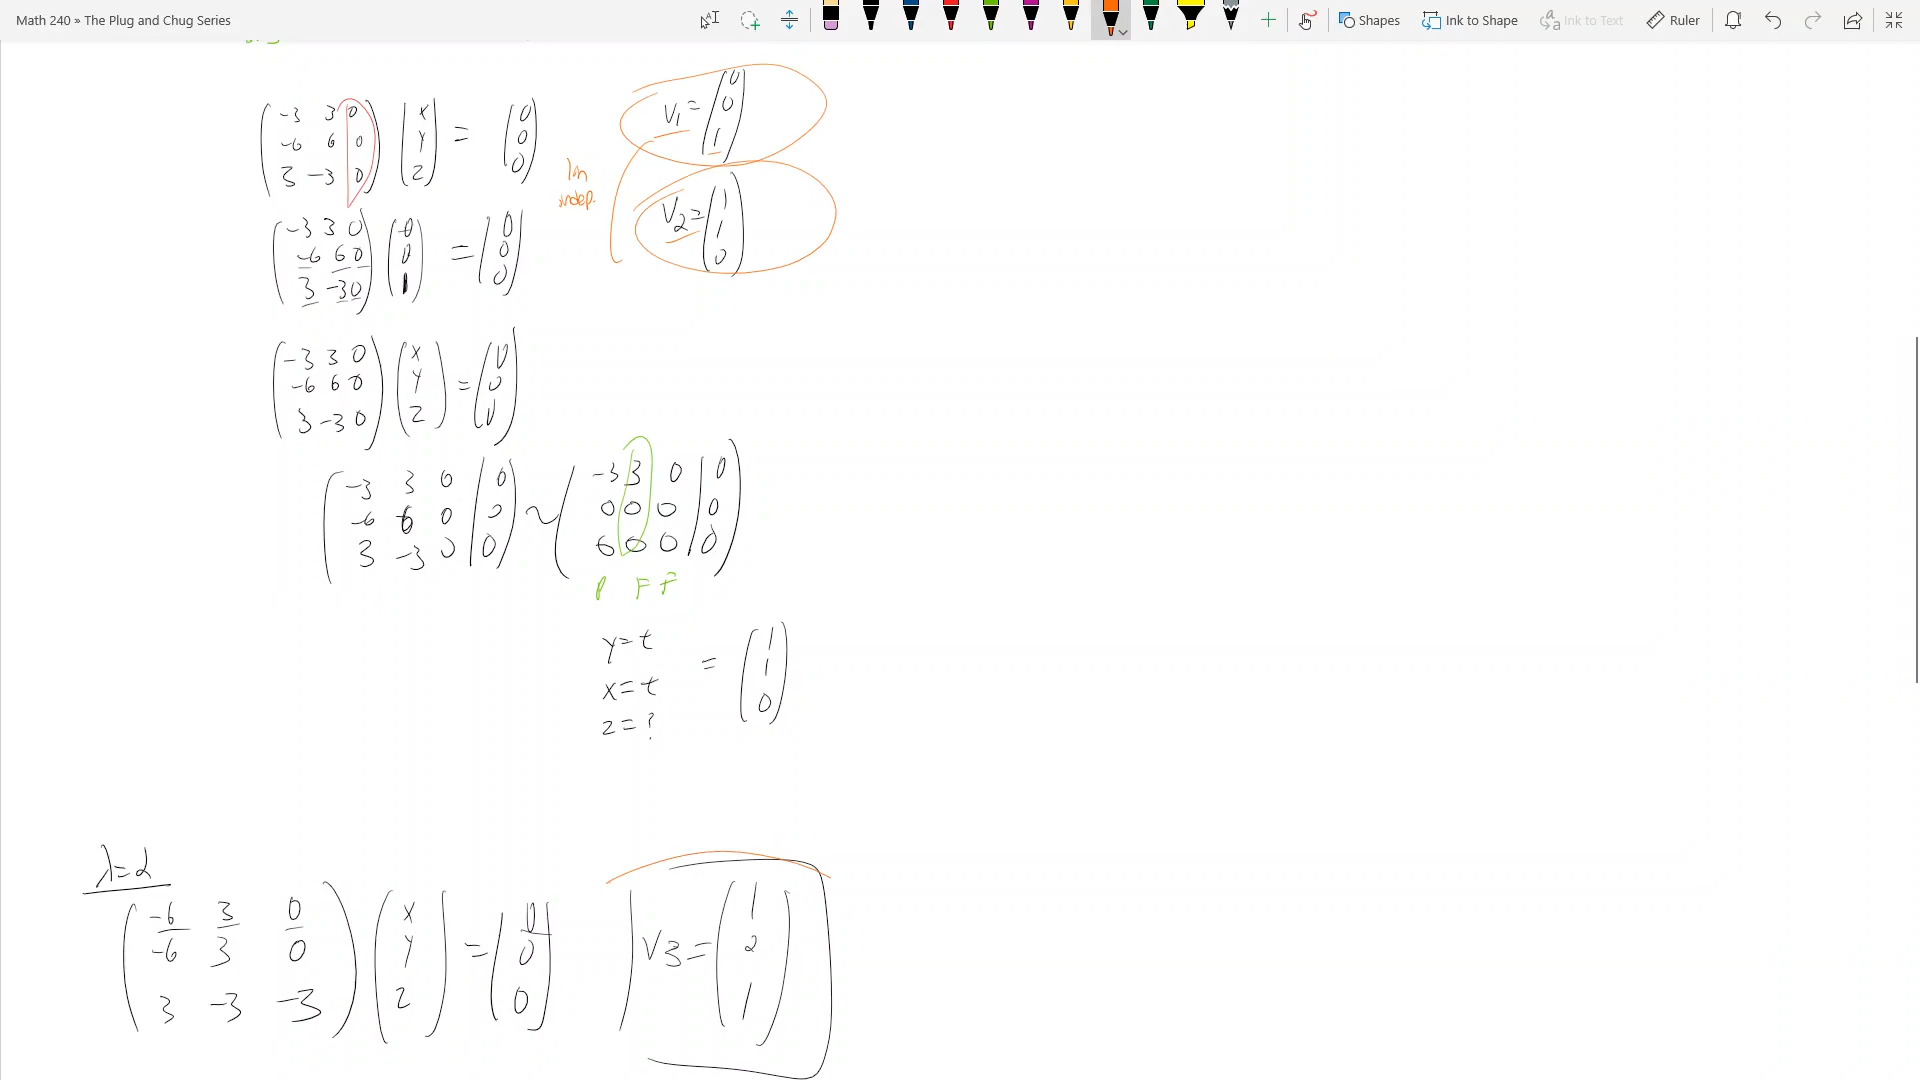 Math 240 » The Plug and Chug Series
Shapes
Ink to Shape
Ink to Text
Ruler
-3 3 0 x = 0
-6 6 0 y 0
3 -3 0 z 0
V1 = 0
0
1
lin
indep.
V2 = 1
1
0
-3 3 0 0 = 0
-6 6 0 0 0
3 -3 0 1 0
-3 3 0 x = 0
-6 6 0 y 0
3 -3 0 z 0
-3 3 0 | 0 ~ -3 3 0 | 0
-6 6 0 | 0 0 0 0 | 0
3 -3 0 | 0 0 0 0 | 0
P F F
y=t
x=t
z=?
= 1
1
0
λ=2
-6 3 0 x = 0
-6 3 0 y 0
3 -3 -3 z 0
V3 = 1
2
1